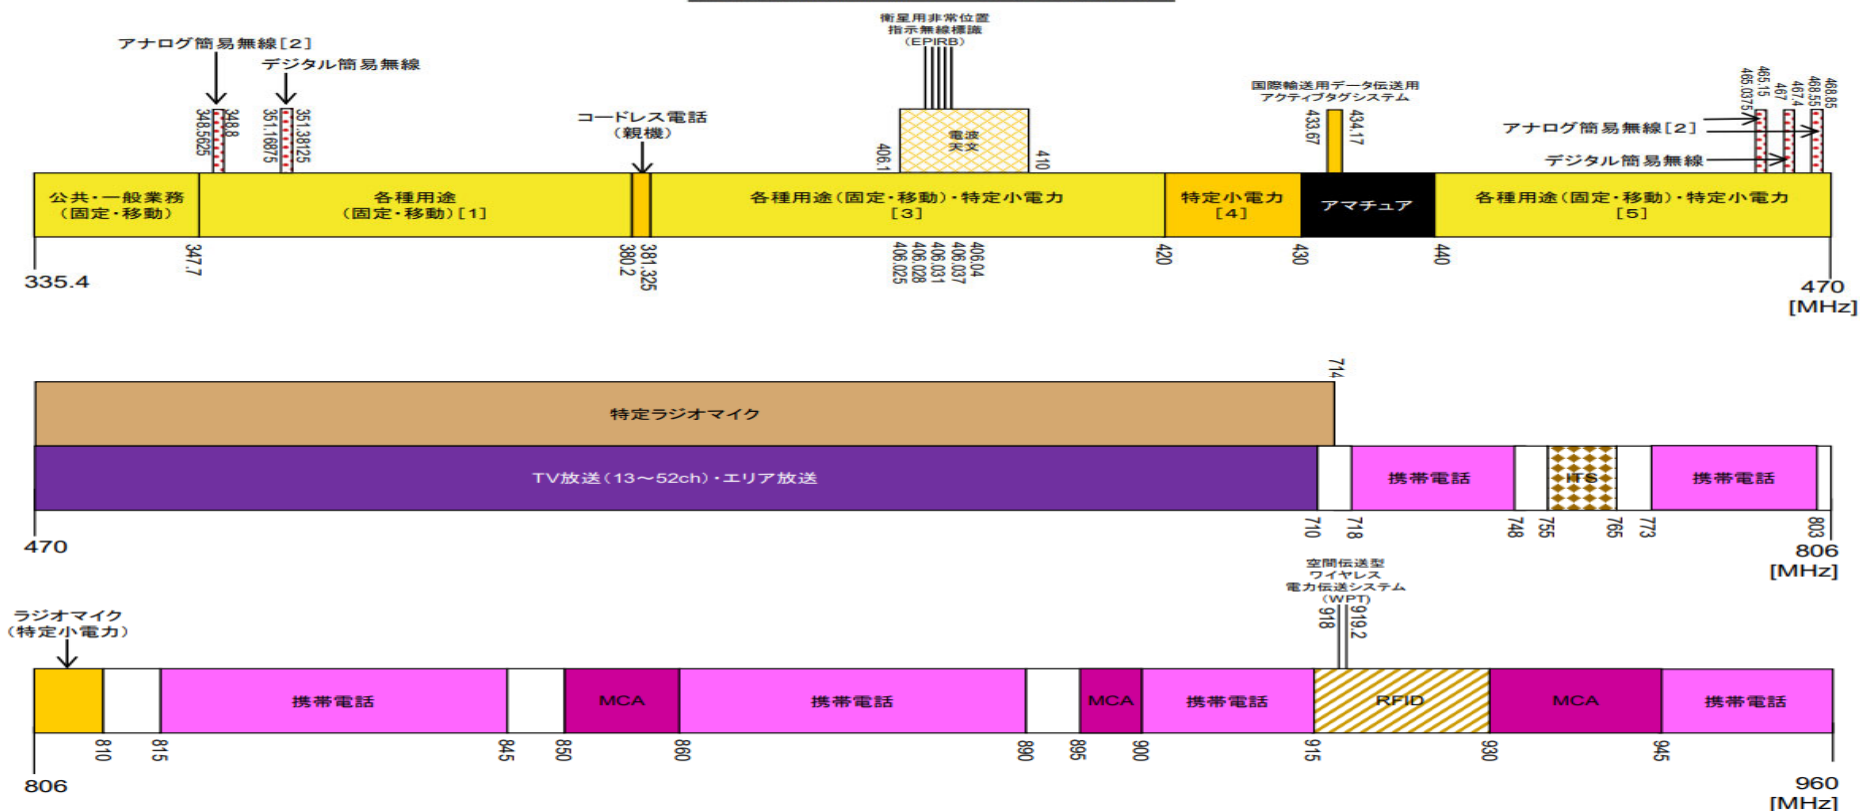 アナログ簡易無線[2]
デジタル簡易無線
衛星用非常位置
指示無線標識
(EPIRB)
コードレス電話
(親機)
国際輸送用データ伝送用
アクティブタグシステム
アナログ簡易無線[2]
デジタル簡易無線
348.5625
348.8
351.16875
351.38125
406.1
電波
天文
410
433.67
434.17
465.0375
465.15
467
467.4
468.55
468.85
公共・一般業務
(固定・移動)
各種用途
(固定・移動)[1]
各種用途(固定・移動)・特定小電力
[3]
特定小電力
[4]
アマチュア
各種用途(固定・移動)・特定小電力
[5]
335.4
347.7
380.2
381.325
406.025
406.028
406.031
406.037
406.04
420
430
440
470
[MHz]
714
特定ラジオマイク
TV放送(13~52ch)・エリア放送
携帯電話
ITS
携帯電話
470
710
718
748
755
765
773
803
806
[MHz]
ラジオマイク
(特定小電力)
空間伝送型
ワイヤレス
電力伝送システム
(WPT)
918
919.2
携帯電話
MCA
携帯電話
MCA
携帯電話
RFID
MCA
携帯電話
806
810
815
845
850
860
890
895
900
915
930
945
960
[MHz]